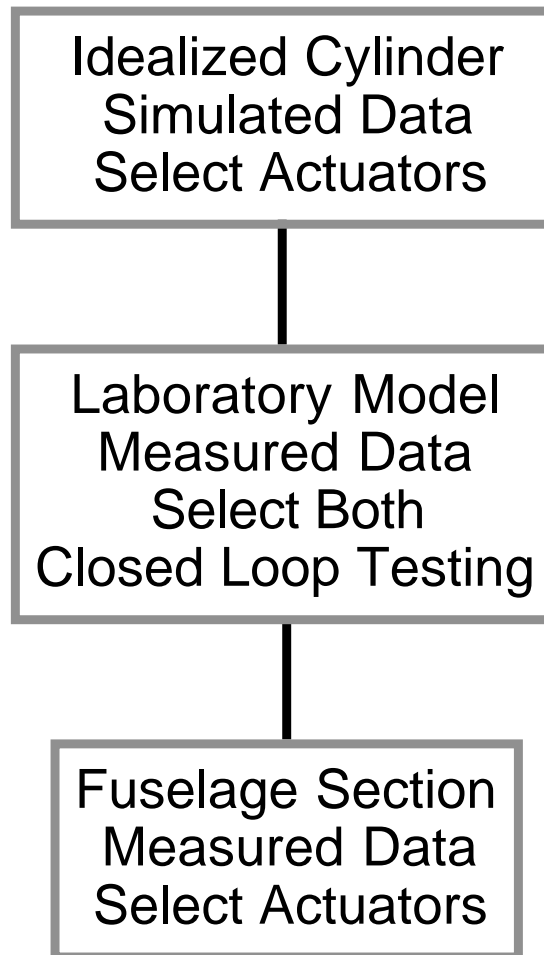 Idealized Cylinder
Simulated Data
Select Actuators
Laboratory Model
Measured Data
Select Both
Closed Loop Testing
Fuselage Section
Measured Data
Select Actuators